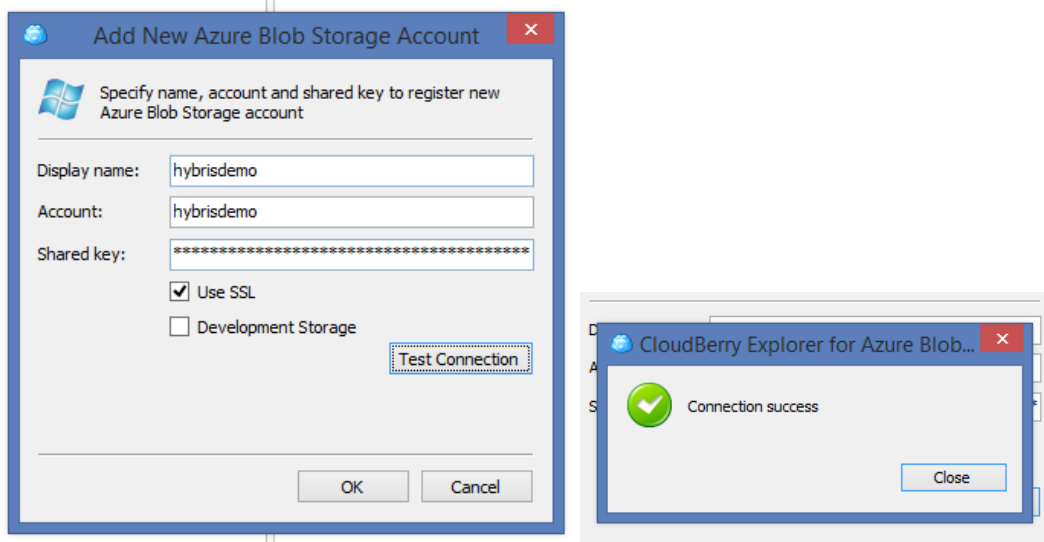 Add New Azure Blob Storage Account
Specify name, account and shared key to register new
Azure Blob Storage account
Display name: hybrisdemo
Account: hybrisdemo
Shared key: ****************************************
Use SSL
Development Storage
Test Connection
OK Cancel
D
CloudBerry Explorer for Azure Blob...
A
S
Connection success
Close